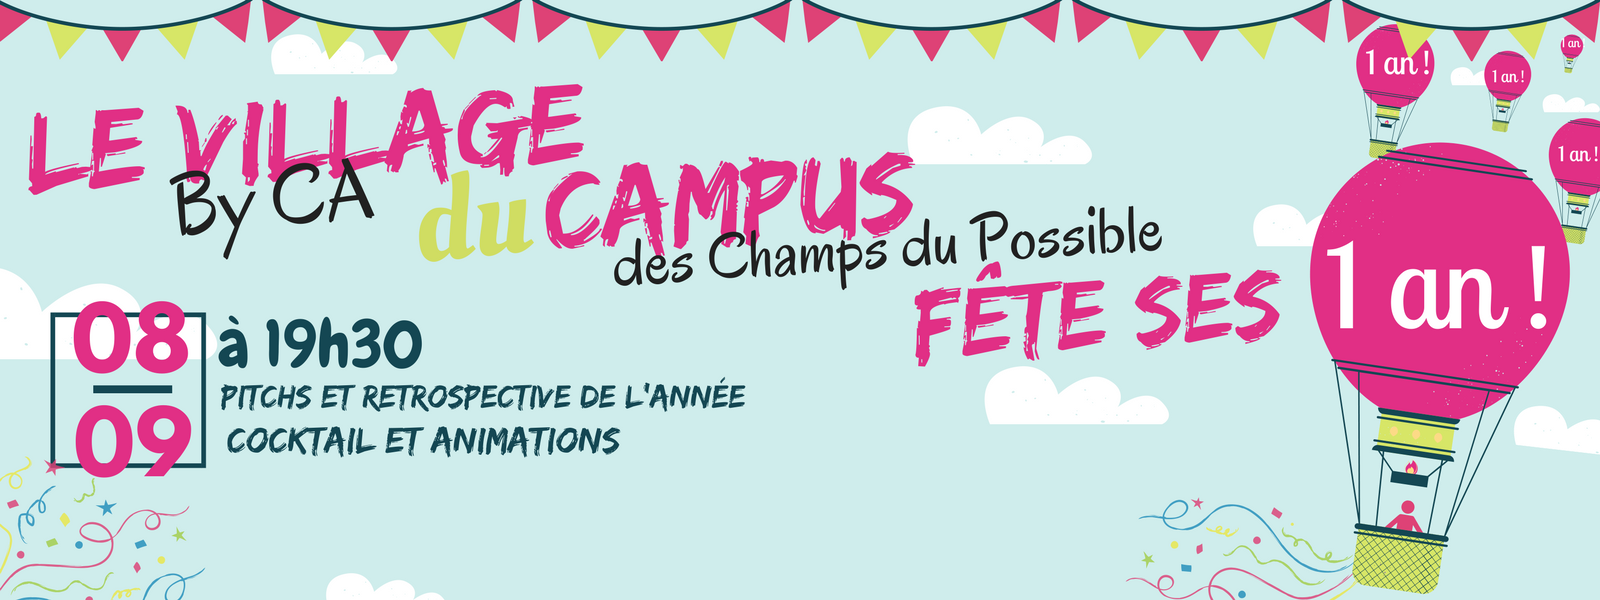 LE VILLAGE
By CA
du CAMPUS
des Champs du Possible
FÊTE SES
1 an !
1 an !
1 an !
1 an
1 an !
08
09
à 19h30
PITCHS ET RETROSPECTIVE DE L'ANNÉE
COCKTAIL ET ANIMATIONS